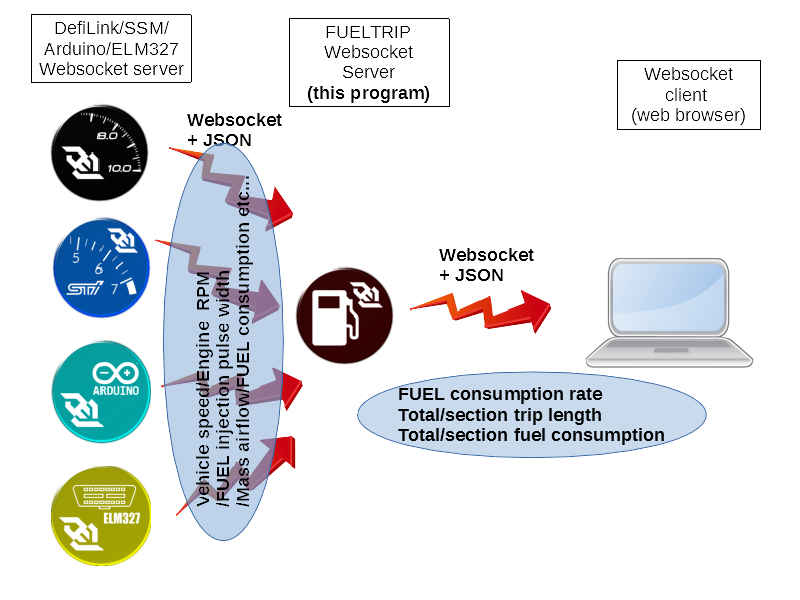 DefiLink/SSM/
Arduino/ELM327
Websocket server
FUELTRIP
Websocket
Server
(this program)
Websocket
client
(web browser)
Websocket
+ JSON
8.0
10.0
5
6
7
STI
ARDUINO
ELM327
Vehicle speed/Engine RPM
/FUEL injection pulse width
/Mass airflow/FUEL consumption etc...
Websocket
+ JSON
FUEL consumption rate
Total/section trip length
Total/section fuel consumption